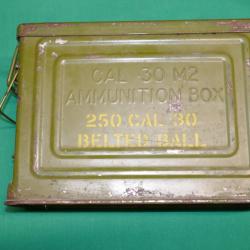 CAL 30 M2
AMMUNITION BOX
250 CAL 30
BELTED BALL